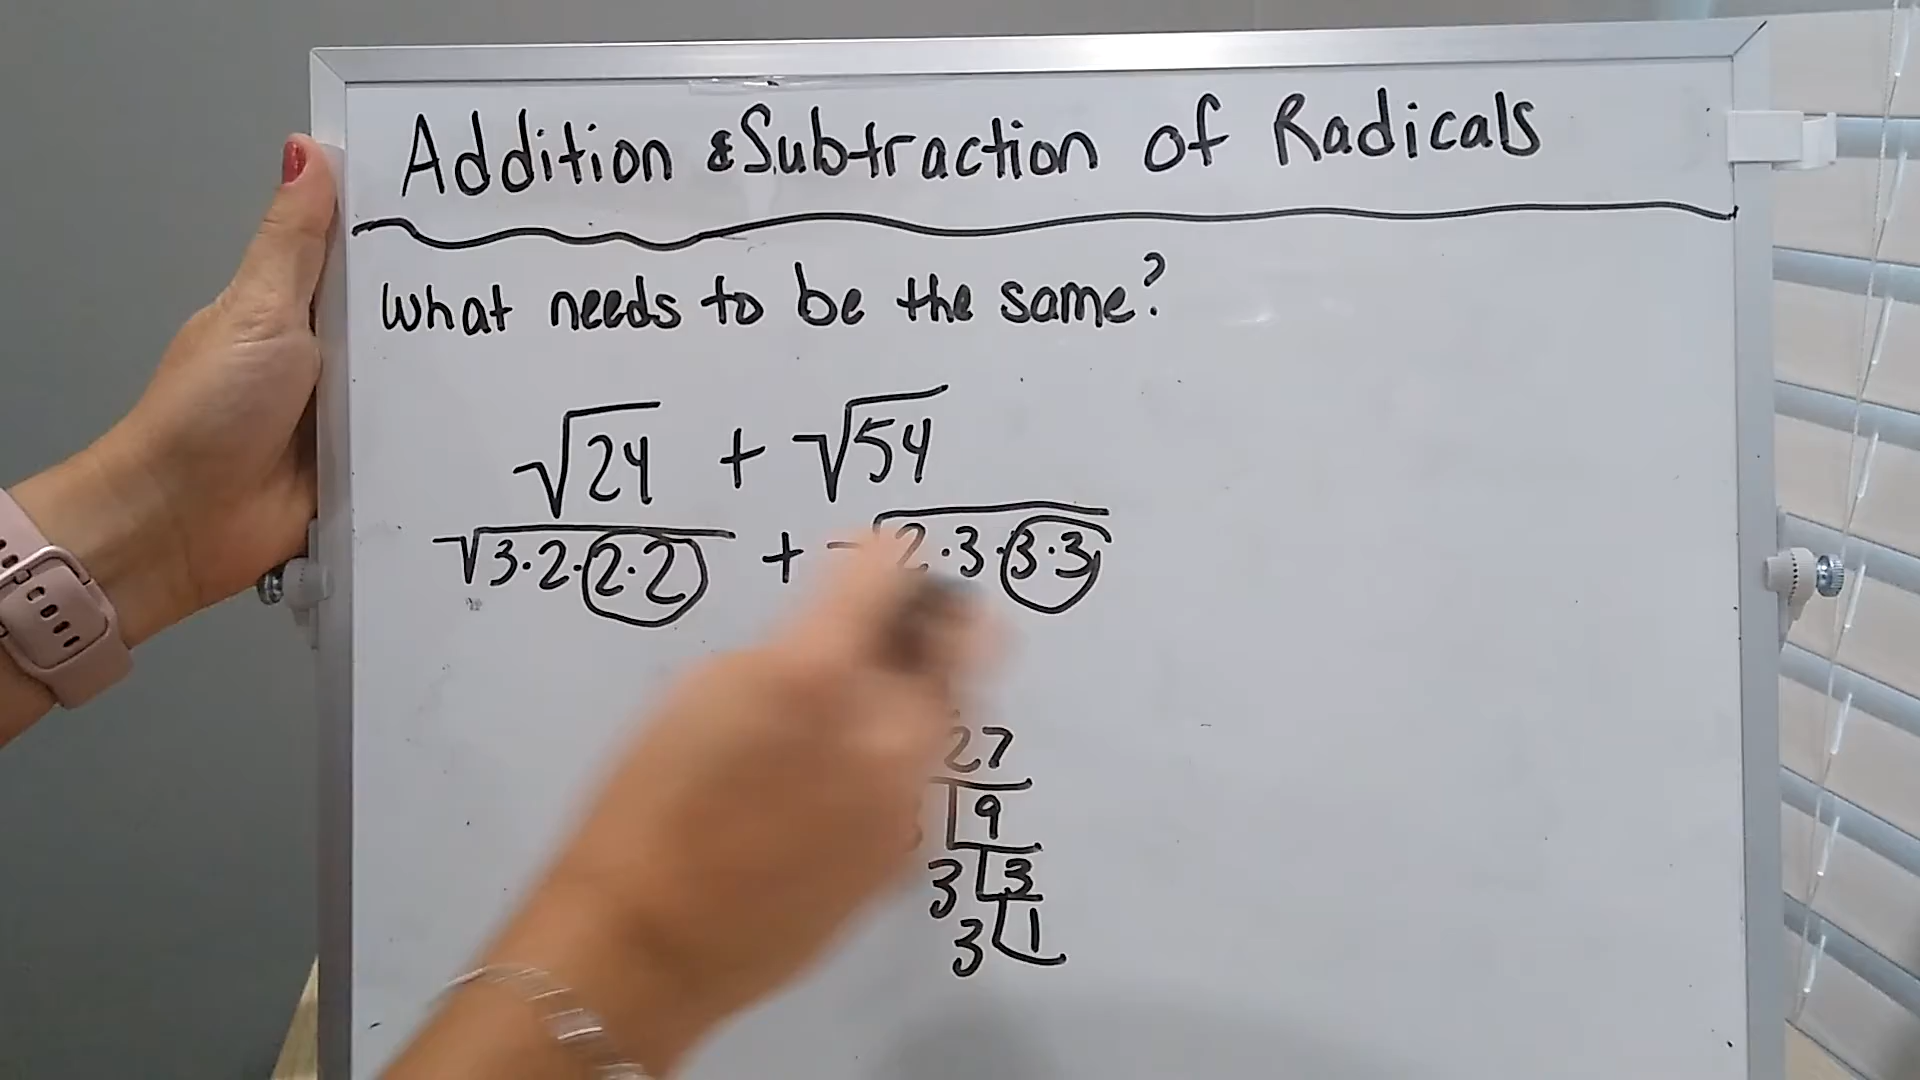 Addition & Subtraction of Radicals
What needs to be the same?
√24 + √54
√3·2·2·2 + √2·3·3·3
27
9
3 3
3 1